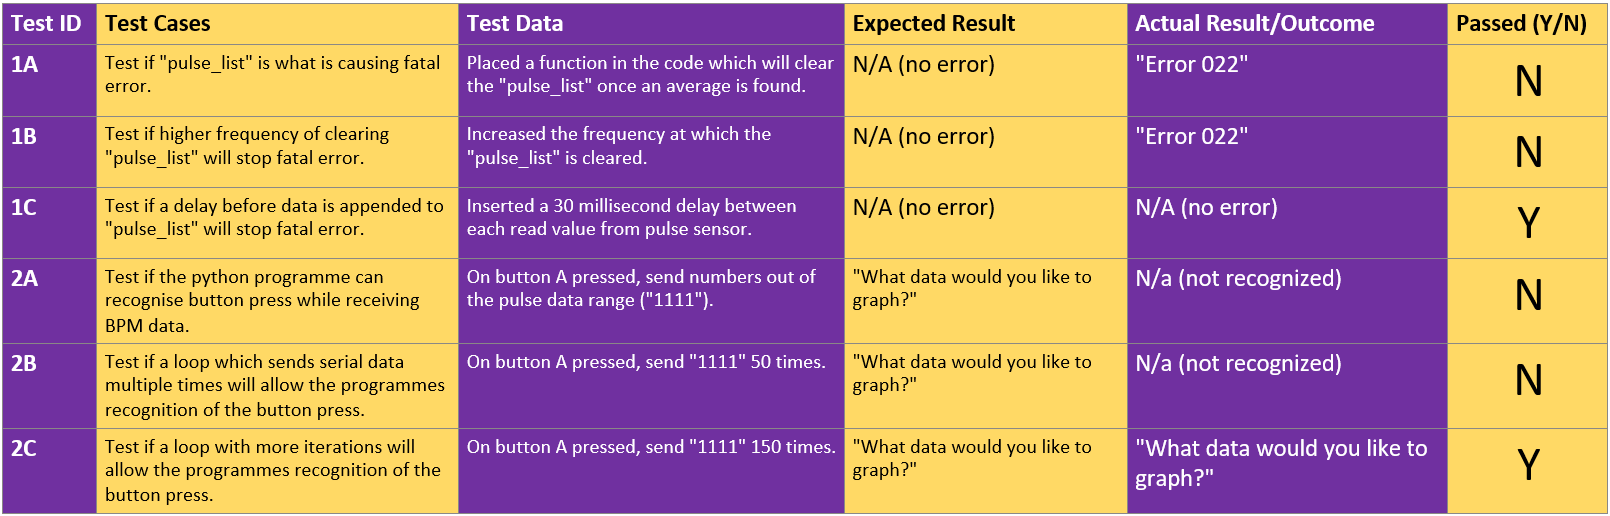 Test ID Test Cases Test Data Expected Result Actual Result/Outcome Passed (Y/N)
1A
Test if "pulse_list" is what is causing fatal
error.
Placed a function in the code which will clear
the "pulse_list" once an average is found.
N/A (no error)
"Error 022"
N
1B
Test if higher frequency of clearing
"pulse_list" will stop fatal error.
Increased the frequency at which the
"pulse_list" is cleared.
N/A (no error)
"Error 022"
N
1C
Test if a delay before data is appended to
"pulse_list" will stop fatal error.
Inserted a 30 millisecond delay between
each read value from pulse sensor.
N/A (no error)
N/A (no error)
Y
2A
Test if the python programme can
recognise button press while receiving
BPM data.
On button A pressed, send numbers out of
the pulse data range ("1111").
"What data would you like to
graph?"
N/a (not recognized)
N
2B
Test if a loop which sends serial data
multiple times will allow the programmes
recognition of the button press.
On button A pressed, send "1111" 50 times.
"What data would you like to
graph?"
N/a (not recognized)
N
2C
Test if a loop with more iterations will
allow the programmes recognition of the
button press.
On button A pressed, send "1111" 150 times.
"What data would you like to
graph?"
"What data would you like to
graph?"
Y